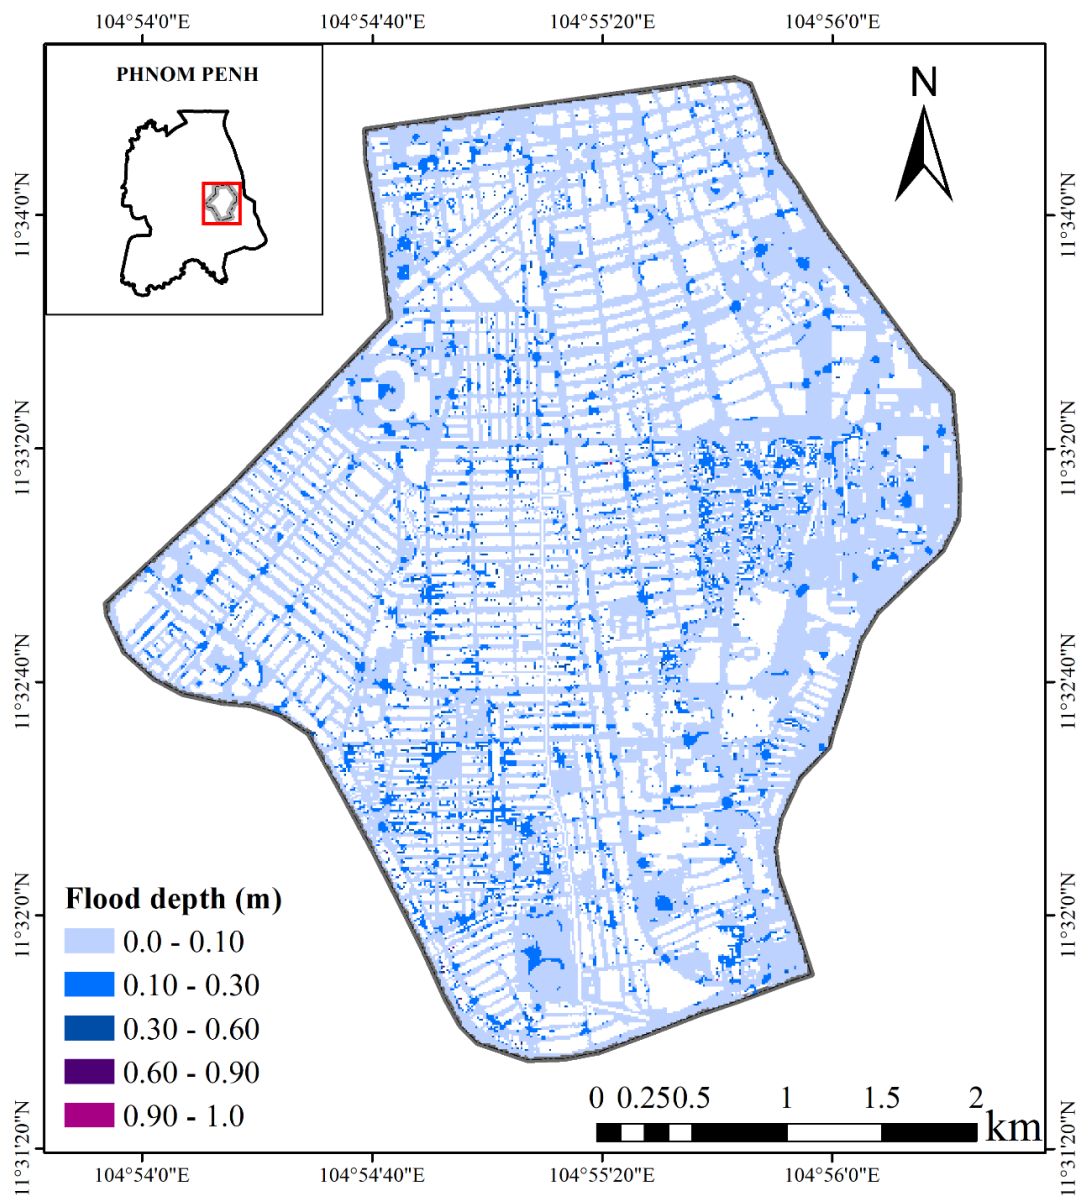 104°54'0"E 104°54'40"E 104°55'20"E 104°56'0"E
PHNOM PENH
N
11°34'0"N 11°34'0"N
11°33'20"N 11°33'20"N
11°32'40"N 11°32'40"N
11°32'0"N 11°32'0"N
11°31'20"N 11°31'20"N
Flood depth (m)
0.0 - 0.10
0.10 - 0.30
0.30 - 0.60
0.60 - 0.90
0.90 - 1.0
0 0.250.5 1 1.5 2
km
104°54'0"E 104°54'40"E 104°55'20"E 104°56'0"E